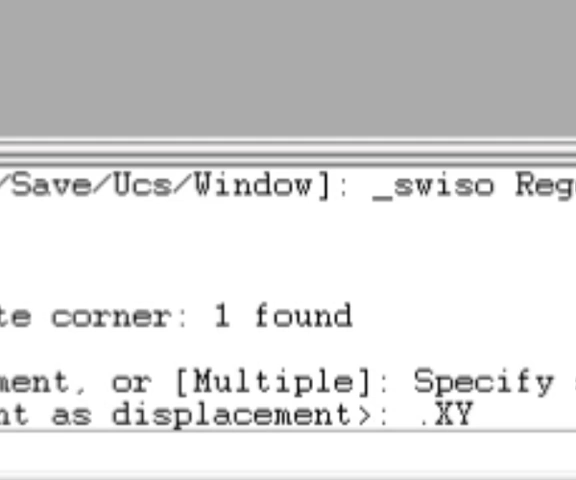 /Save/Ucs/Window]: _swiso Reg
te corner: 1 found
ment, or [Multiple]: Specify
nt as displacement>: .XY